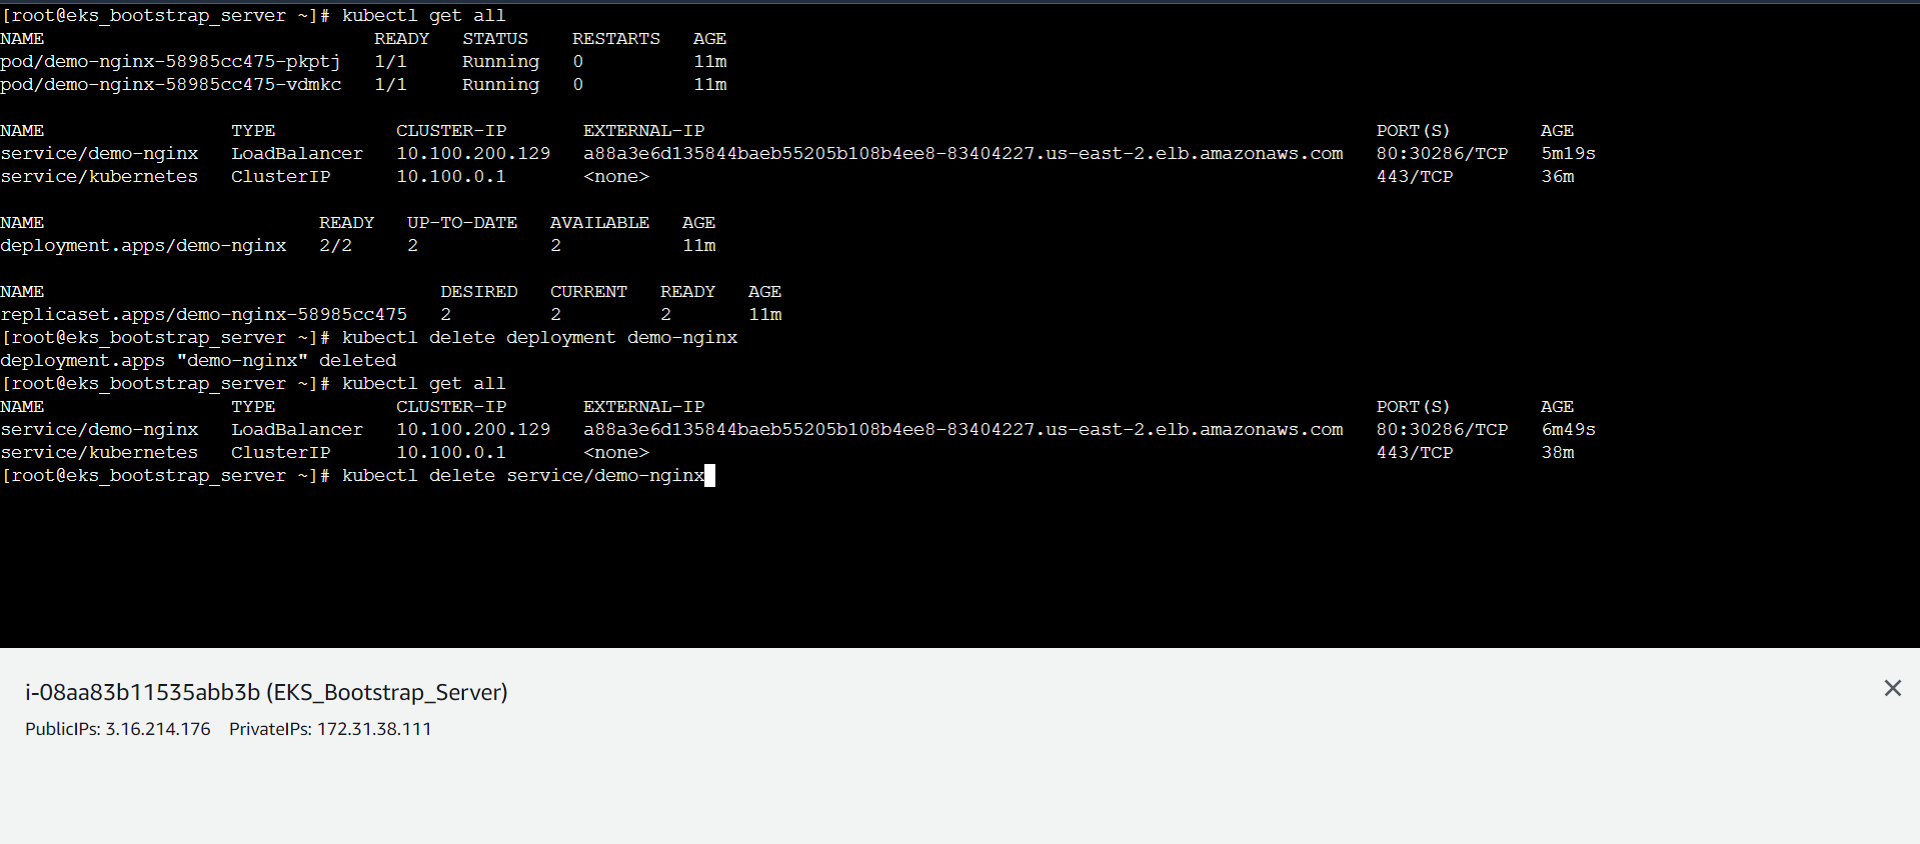 [root@eks_bootstrap_server ~]# kubectl get all
NAME                              READY   STATUS    RESTARTS   AGE
pod/demo-nginx-58985cc475-pkptj   1/1     Running   0          11m
pod/demo-nginx-58985cc475-vdmkc   1/1     Running   0          11m
NAME                 TYPE           CLUSTER-IP       EXTERNAL-IP                                                              PORT(S)        AGE
service/demo-nginx   LoadBalancer   10.100.200.129   a88a3e6d135844baeb55205b108b4ee8-83404227.us-east-2.elb.amazonaws.com   80:30286/TCP   5m19s
service/kubernetes   ClusterIP      10.100.0.1       <none>                                                                   443/TCP        36m
NAME                         READY   UP-TO-DATE   AVAILABLE   AGE
deployment.apps/demo-nginx   2/2     2            2           11m
NAME                                    DESIRED   CURRENT   READY   AGE
replicaset.apps/demo-nginx-58985cc475   2         2         2       11m
[root@eks_bootstrap_server ~]# kubectl delete deployment demo-nginx
deployment.apps "demo-nginx" deleted
[root@eks_bootstrap_server ~]# kubectl get all
NAME                 TYPE           CLUSTER-IP       EXTERNAL-IP                                                              PORT(S)        AGE
service/demo-nginx   LoadBalancer   10.100.200.129   a88a3e6d135844baeb55205b108b4ee8-83404227.us-east-2.elb.amazonaws.com   80:30286/TCP   6m49s
service/kubernetes   ClusterIP      10.100.0.1       <none>                                                                   443/TCP        38m
[root@eks_bootstrap_server ~]# kubectl delete service/demo-nginx
i-08aa83b11535abb3b (EKS_Bootstrap_Server)
PublicIPs: 3.16.214.176 PrivateIPs: 172.31.38.111